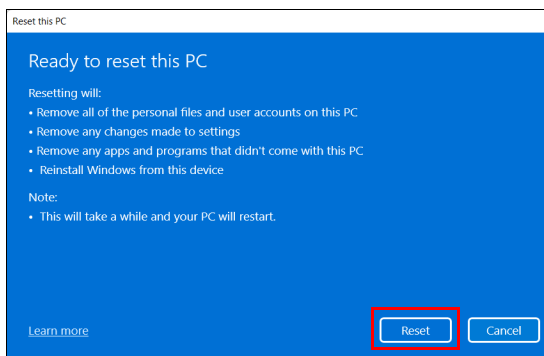 Reset this PC
Ready to reset this PC
Resetting will:
• Remove all of the personal files and user accounts on this PC
• Remove any changes made to settings
• Remove any apps and programs that didn't come with this PC
• Reinstall Windows from this device
Note:
• This will take a while and your PC will restart.
Learn more
Reset
Cancel